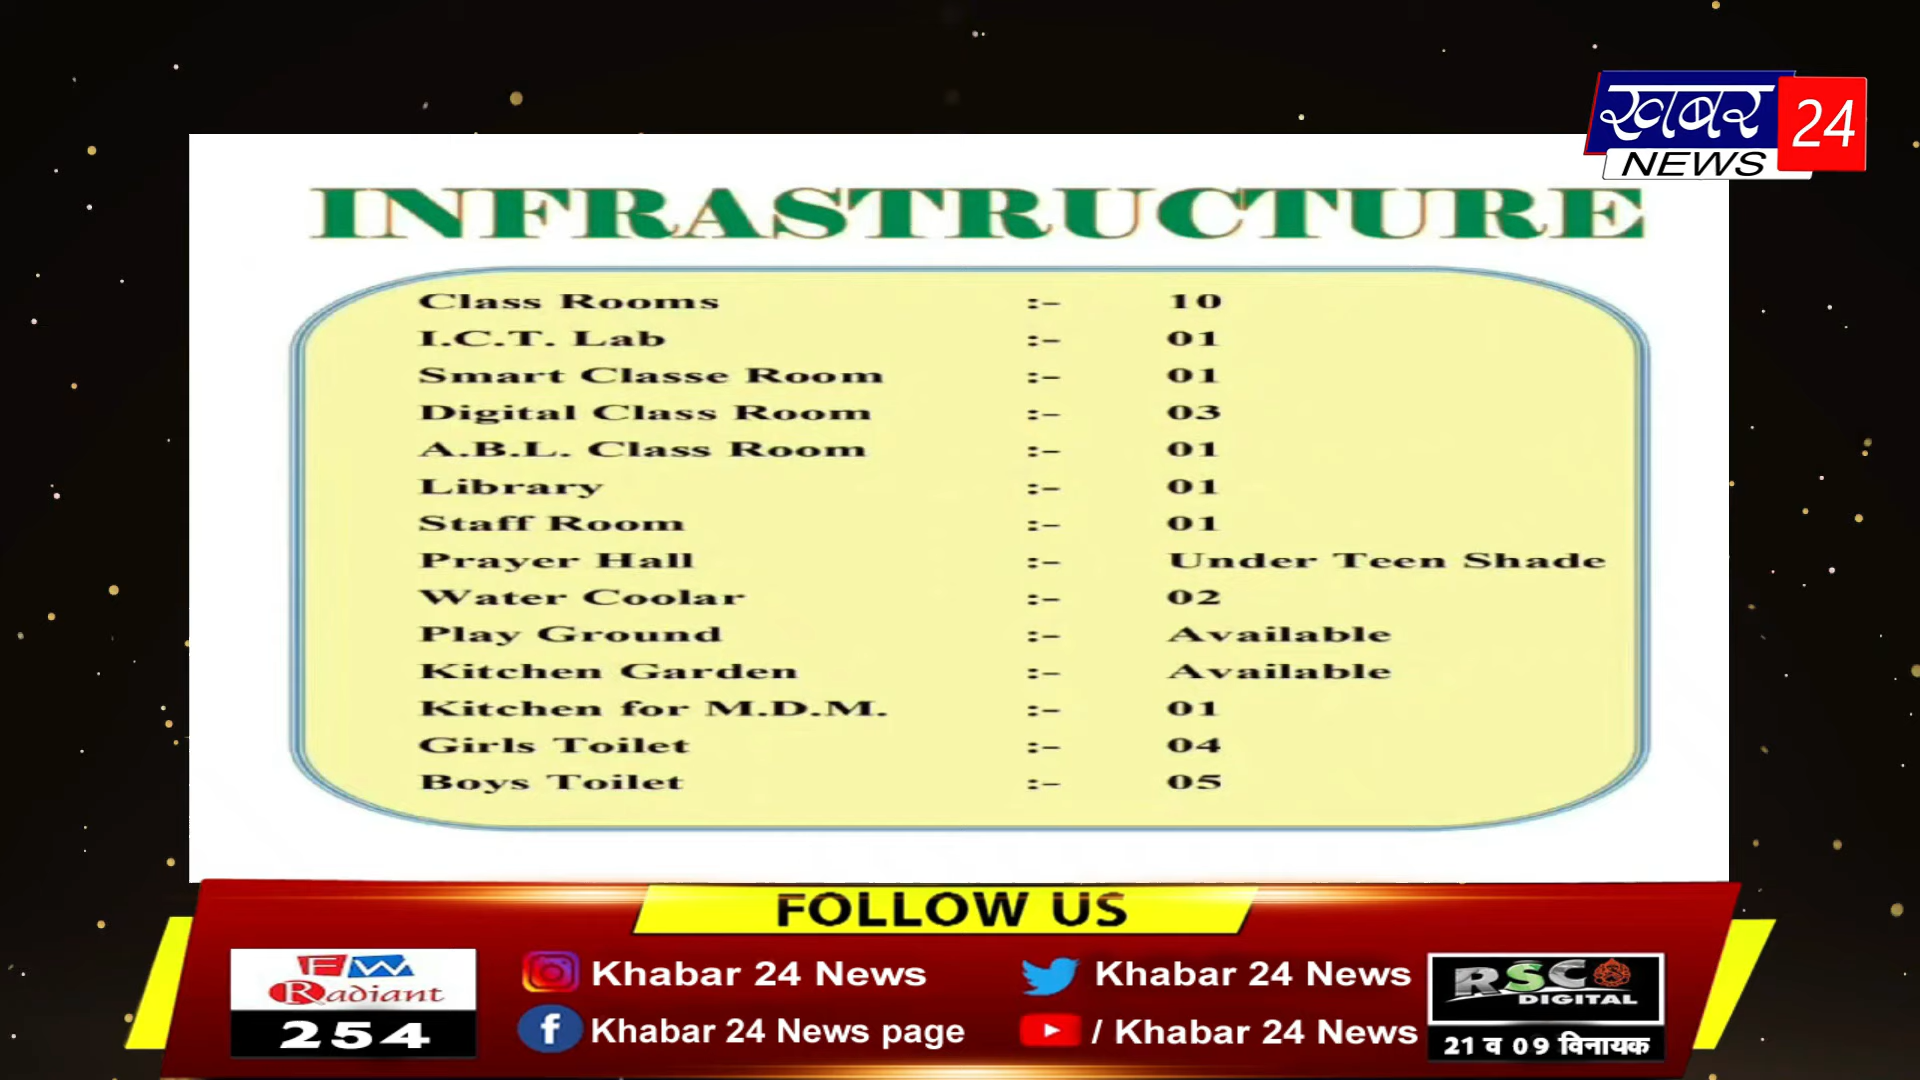 खबर 24
NEWS
INFRASTRUCTURE
Class Rooms :- 10
I.C.T. Lab :- 01
Smart Classe Room :- 01
Digital Class Room :- 03
A.B.L. Class Room :- 01
Library :- 01
Staff Room :- 01
Prayer Hall :- Under Teen Shade
Water Coolar :- 02
Play Ground :- Available
Kitchen Garden :- Available
Kitchen for M.D.M. :- 01
Girls Toilet :- 04
Boys Toilet :- 05
FOLLOW US
FW
Radiant
254
Khabar 24 News
Khabar 24 News page
Khabar 24 News
/ Khabar 24 News
RSC
DIGITAL
21 व 09 विनायक